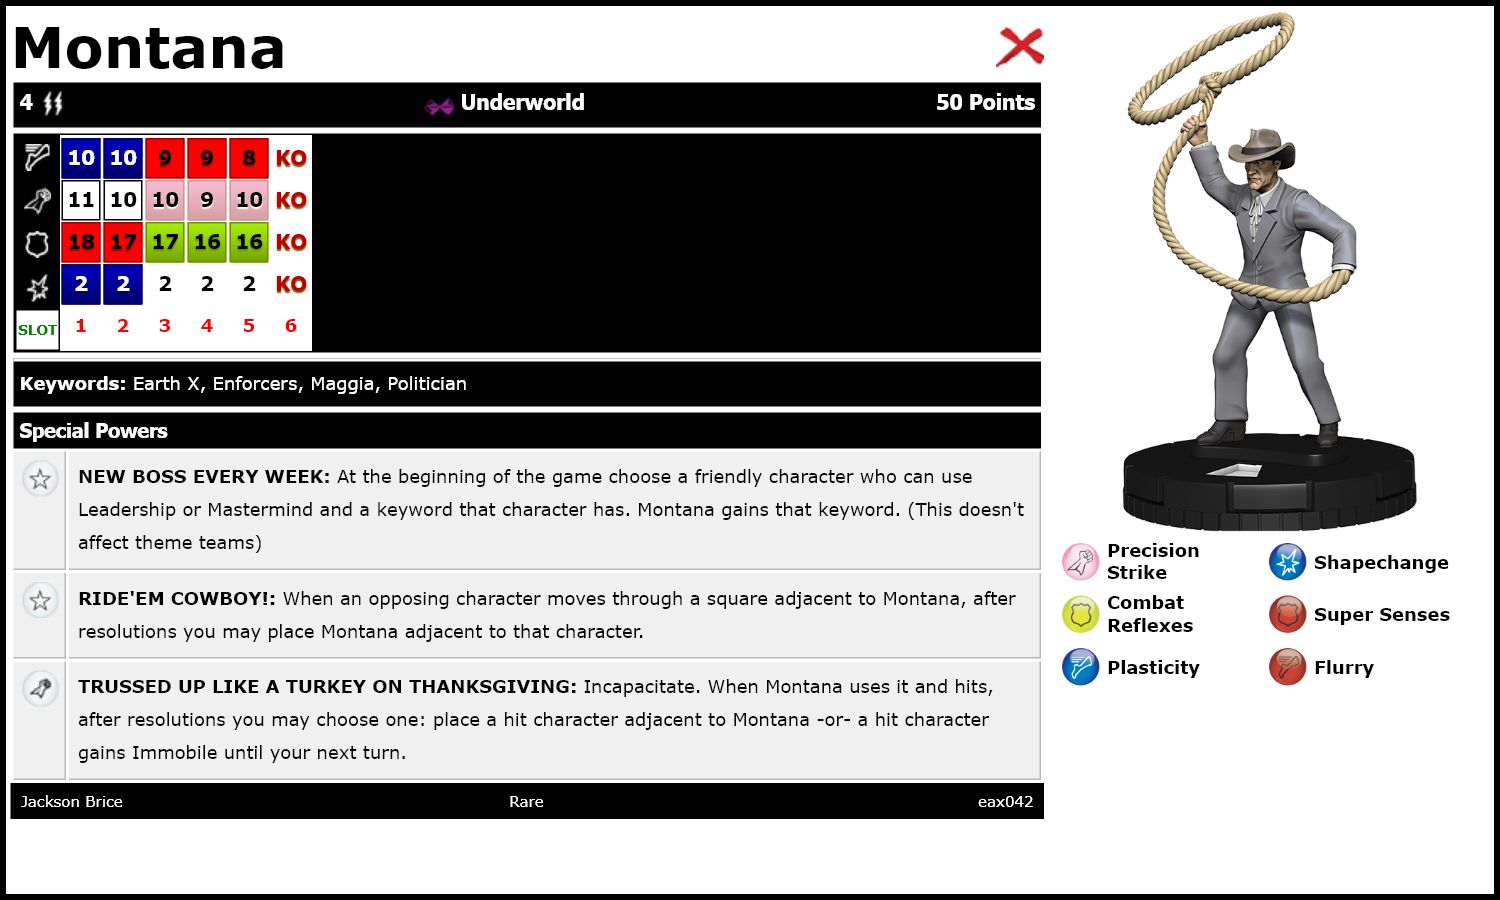 Montana
4 Underworld 50 Points
10 10 9 9 8 KO
11 10 10 9 10 KO
18 17 17 16 16 KO
2 2 2 2 2 KO
SLOT 1 2 3 4 5 6
Keywords: Earth X, Enforcers, Maggia, Politician
Special Powers
NEW BOSS EVERY WEEK: At the beginning of the game choose a friendly character who can use
Leadership or Mastermind and a keyword that character has. Montana gains that keyword. (This doesn't
affect theme teams)
RIDE'EM COWBOY!: When an opposing character moves through a square adjacent to Montana, after
resolutions you may place Montana adjacent to that character.
TRUSSED UP LIKE A TURKEY ON THANKSGIVING: Incapacitate. When Montana uses it and hits,
after resolutions you may choose one: place a hit character adjacent to Montana -or- a hit character
gains Immobile until your next turn.
Jackson Brice Rare eax042
Precision
Strike
Shapechange
Combat
Reflexes
Super Senses
Plasticity
Flurry